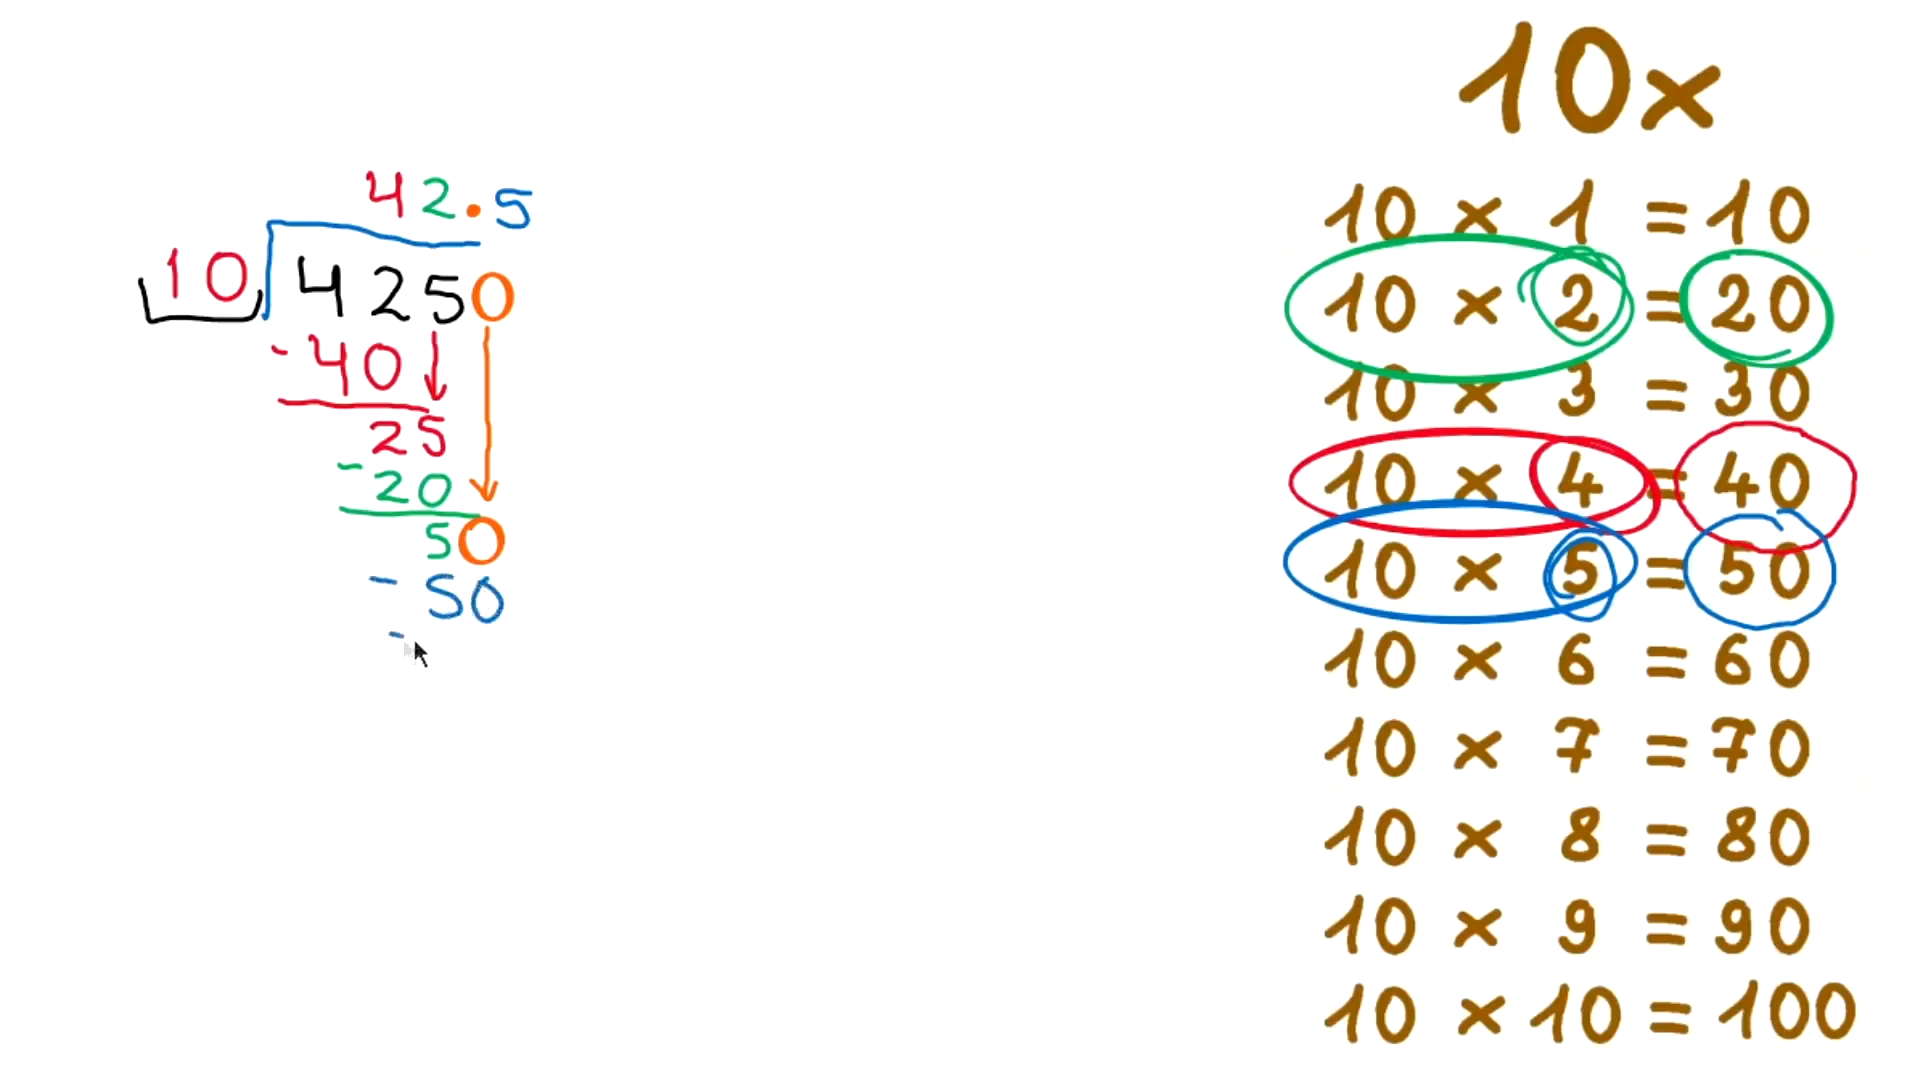 42.5
10 4250
- 40
25
- 20
50
- 50
10×
10 × 1 = 10
10 × 2 = 20
10 × 3 = 30
10 × 4 = 40
10 × 5 = 50
10 × 6 = 60
10 × 7 = 70
10 × 8 = 80
10 × 9 = 90
10 × 10 = 100